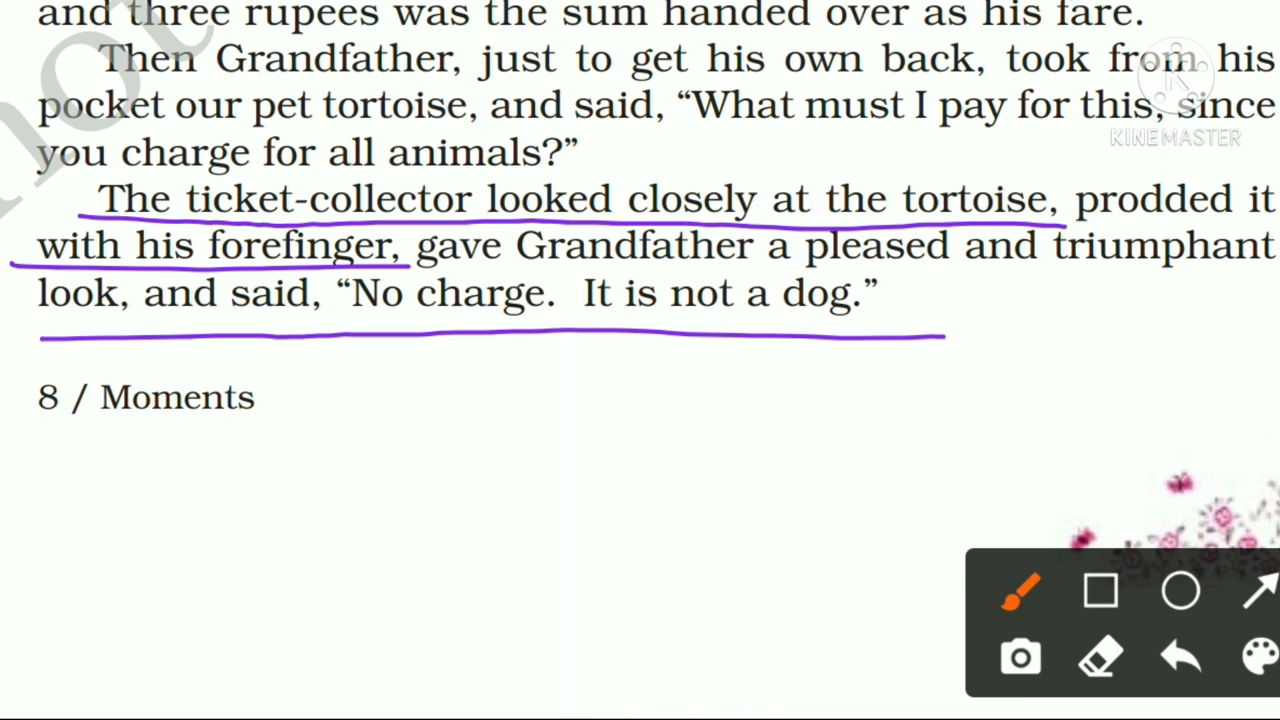 and three rupees was the sum handed over as his fare.
Then Grandfather, just to get his own back, took from his
pocket our pet tortoise, and said, “What must I pay for this, since
you charge for all animals?”
The ticket-collector looked closely at the tortoise, prodded it
with his forefinger, gave Grandfather a pleased and triumphant
look, and said, “No charge. It is not a dog.”
8 / Moments
not
K
KINEMASTER